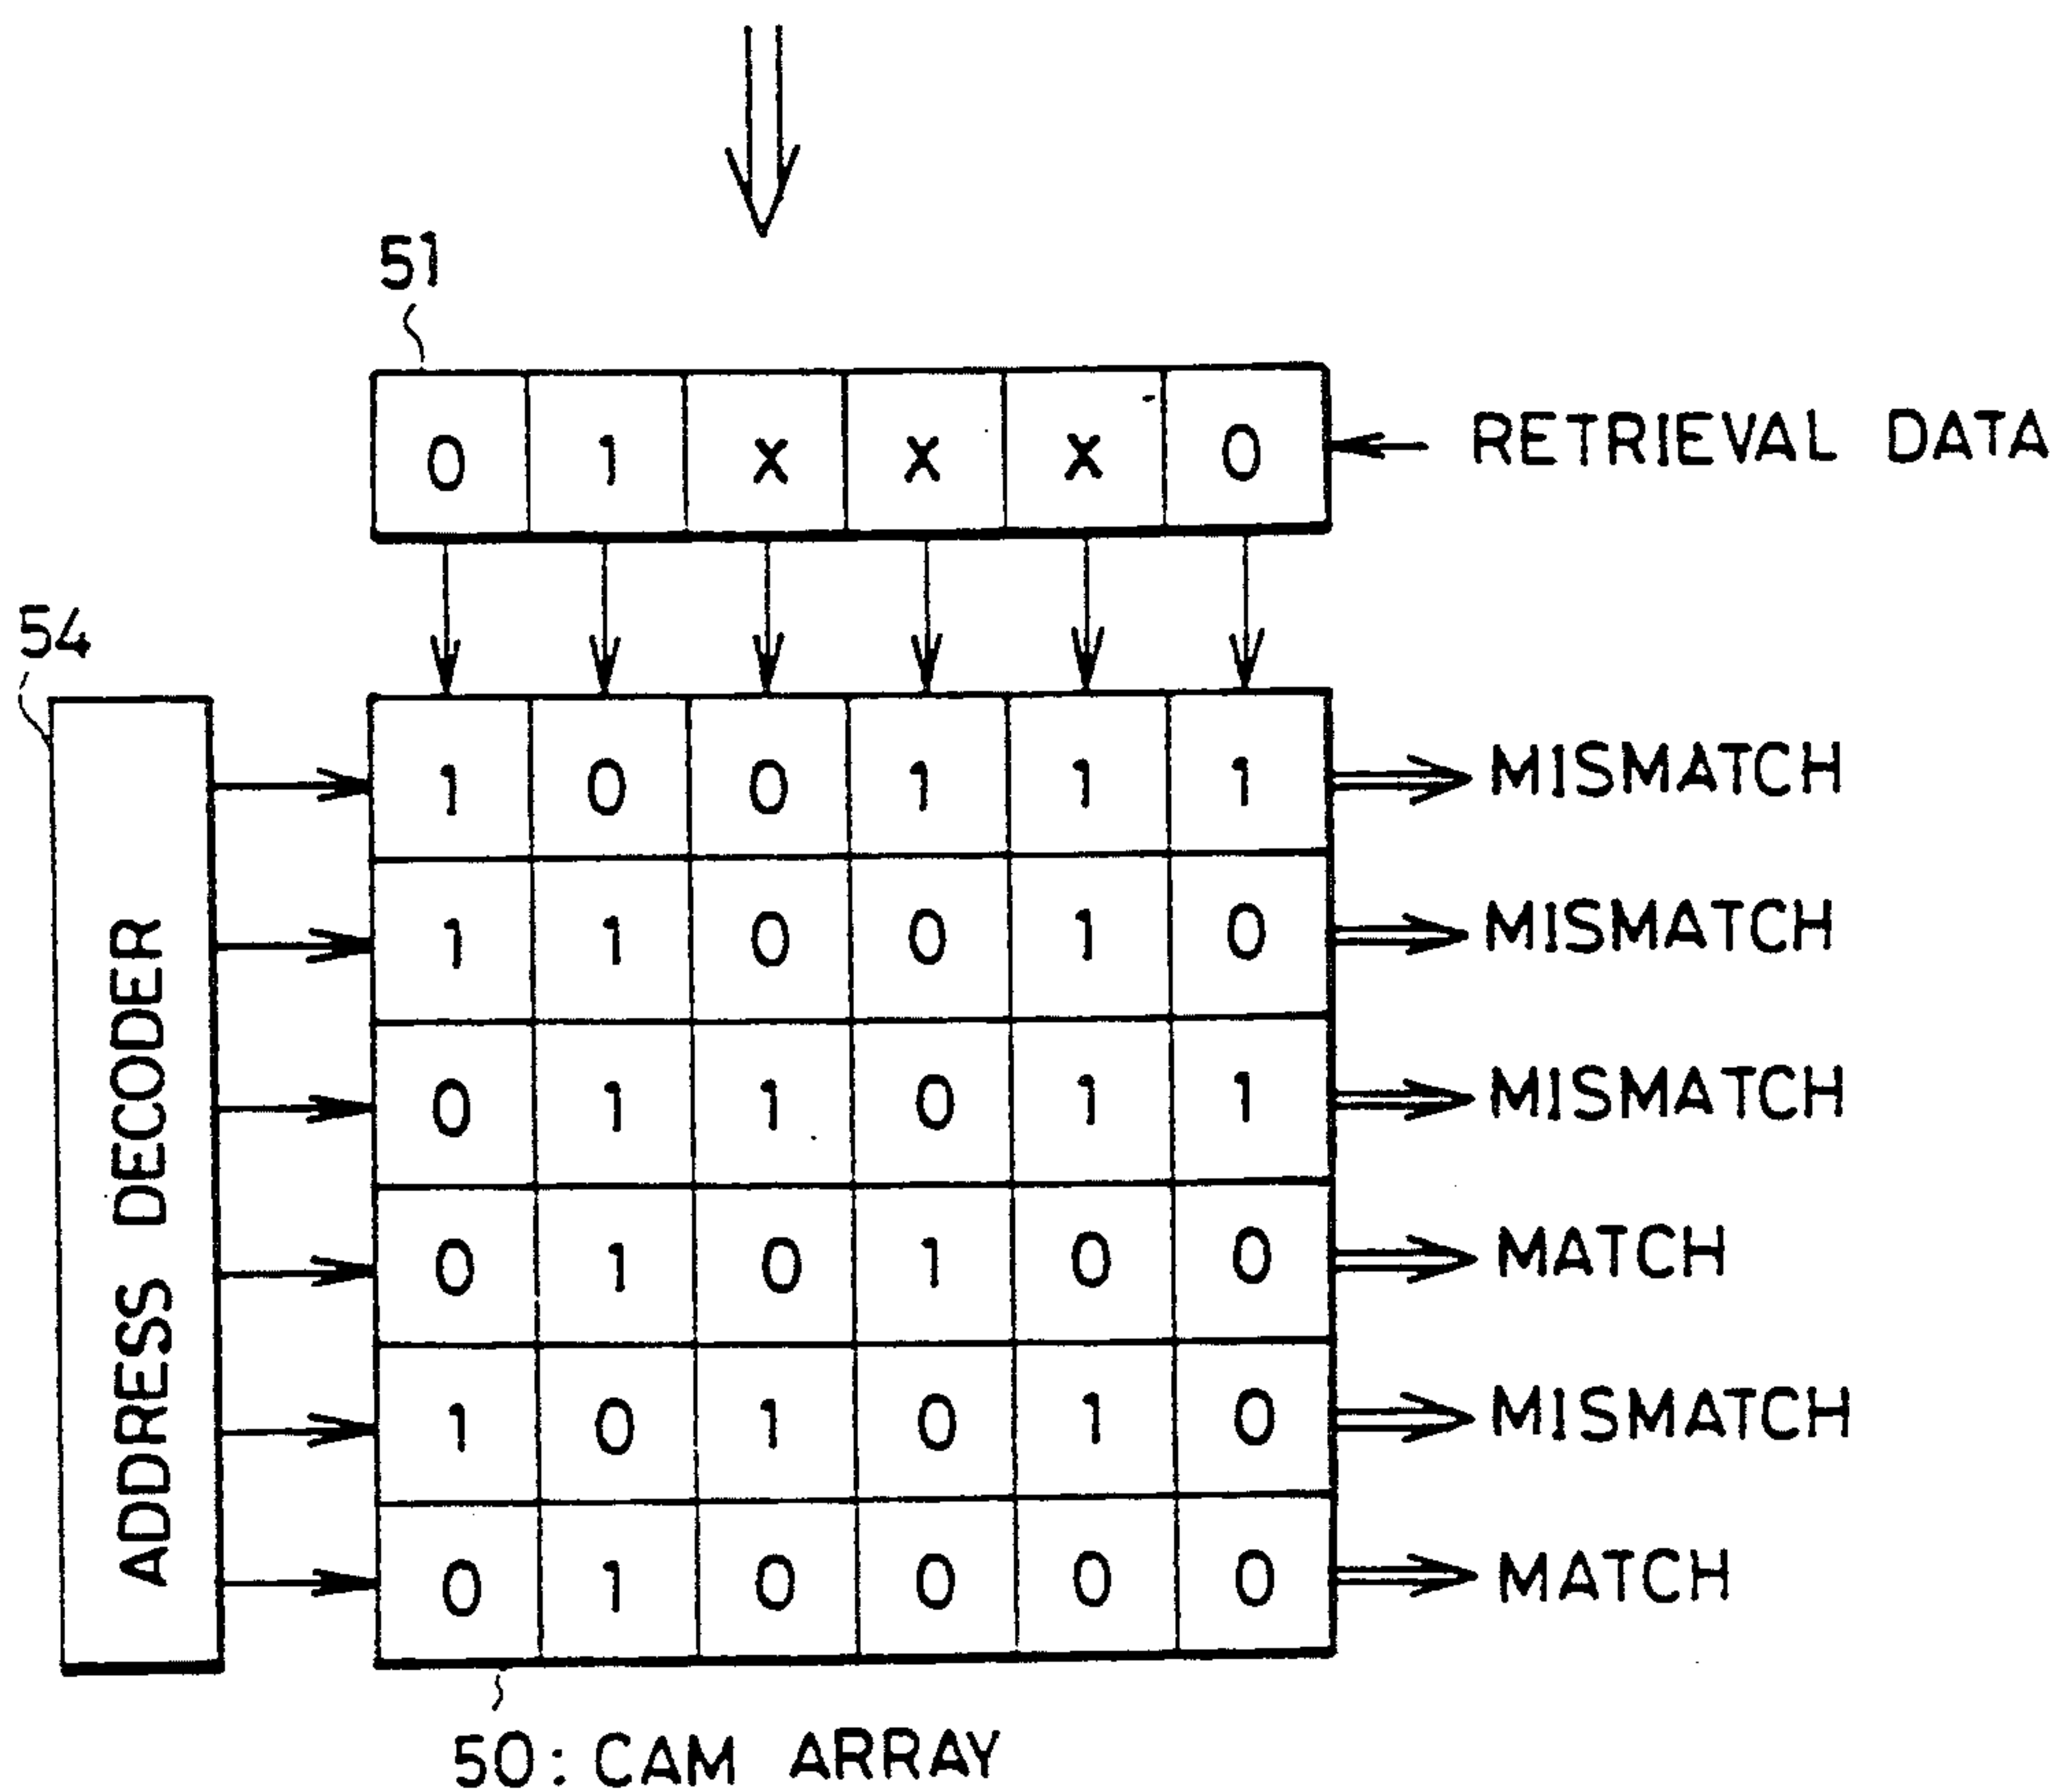 51
0 1 X X X 0 RETRIEVAL DATA
54
ADDRESS DECODER
1 0 0 1 1 1 MISMATCH
1 1 0 0 1 0 MISMATCH
0 1 1 0 1 1 MISMATCH
0 1 0 1 0 0 MATCH
1 0 1 0 1 0 MISMATCH
0 1 0 0 0 0 MATCH
50: CAM ARRAY